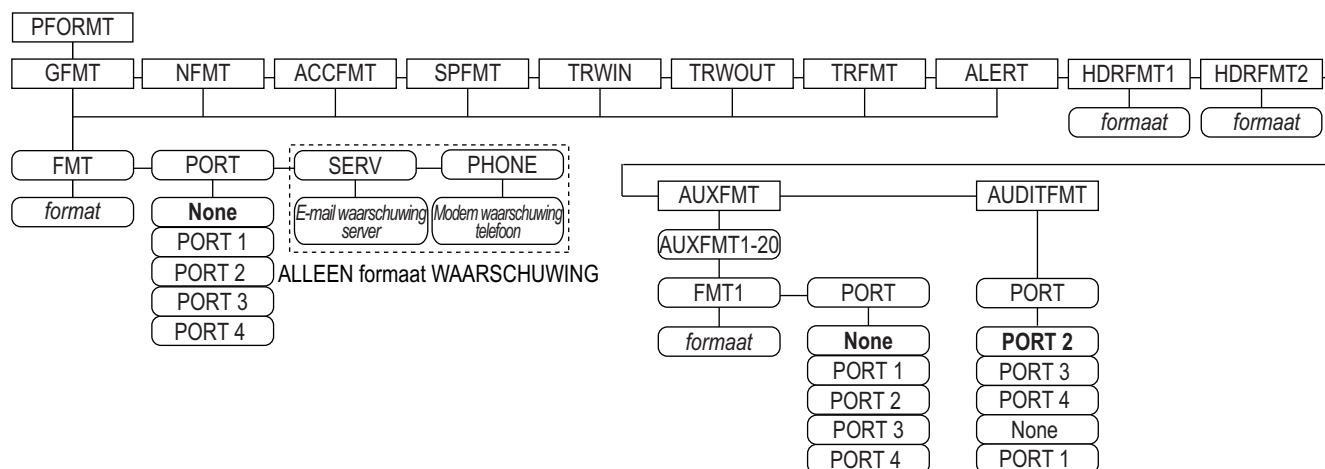 PFORMT
GFMT NFMT ACCFMT SPFMT TRWIN TRWOUT TRFMT ALERT HDRFMT1 HDRFMT2
formaat formaat
FMT PORT SERV PHONE
format
None
PORT 1
PORT 2
PORT 3
PORT 4
E-mail waarschuwing
server
Modem waarschuwing
telefoon
ALLEEN formaat WAARSCHUWING
AUXFMT AUDITFMT
AUXFMT1-20
FMT1 PORT
formaat
None
PORT 1
PORT 2
PORT 3
PORT 4
PORT
PORT 2
PORT 3
PORT 4
None
PORT 1